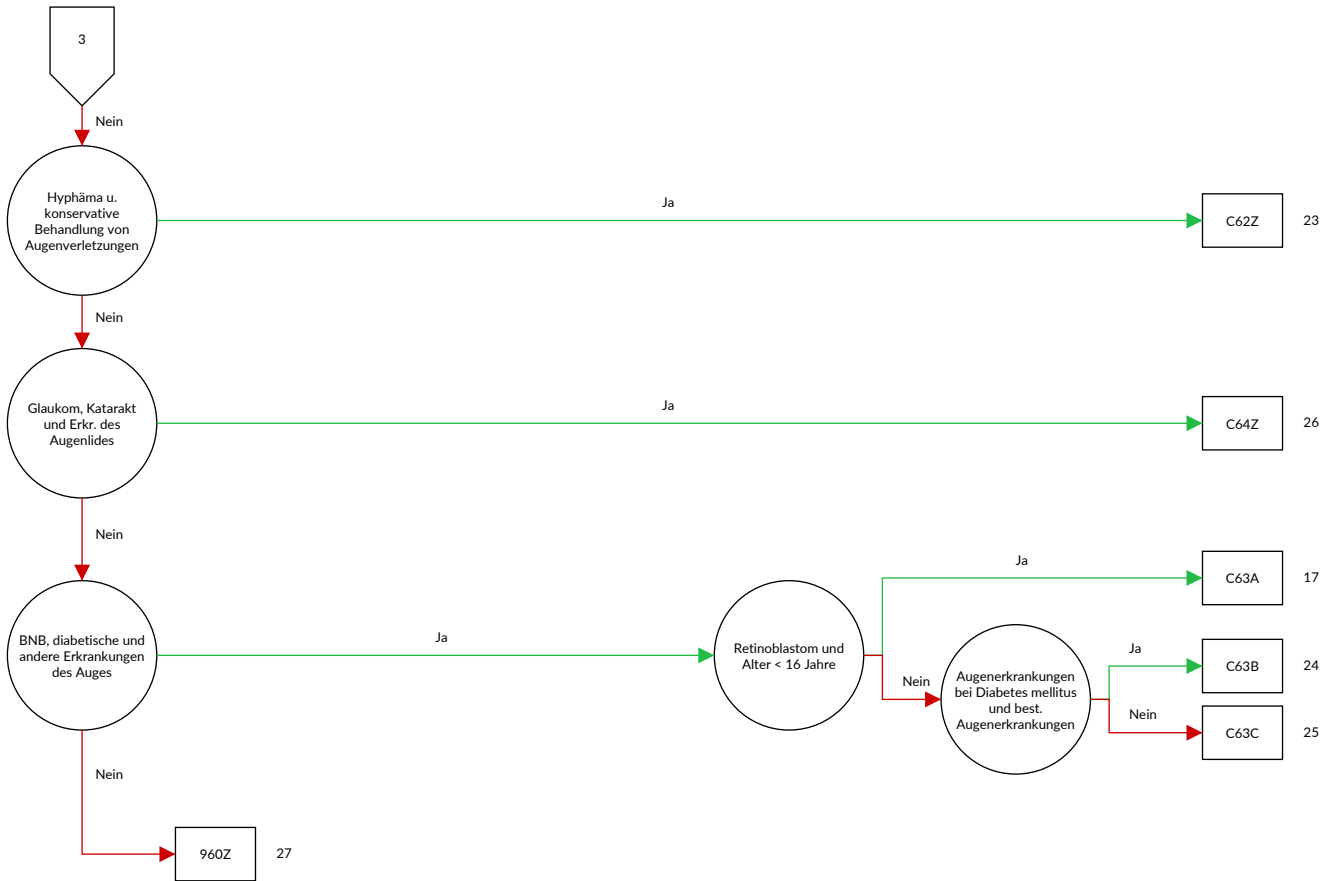 3
Nein
Hyphäma u.
konservative
Behandlung von
Augenverletzungen
Ja
C62Z
23
Nein
Glaukom, Katarakt
und Erkr. des
Augenlides
Ja
C64Z
26
Nein
BNB, diabetische und
andere Erkrankungen
des Auges
Ja
Retinoblastom und
Alter < 16 Jahre
Ja
C63A
17
Nein
Augenerkrankungen
bei Diabetes mellitus
und best.
Augenerkrankungen
Ja
C63B
24
Nein
C63C
25
Nein
960Z
27